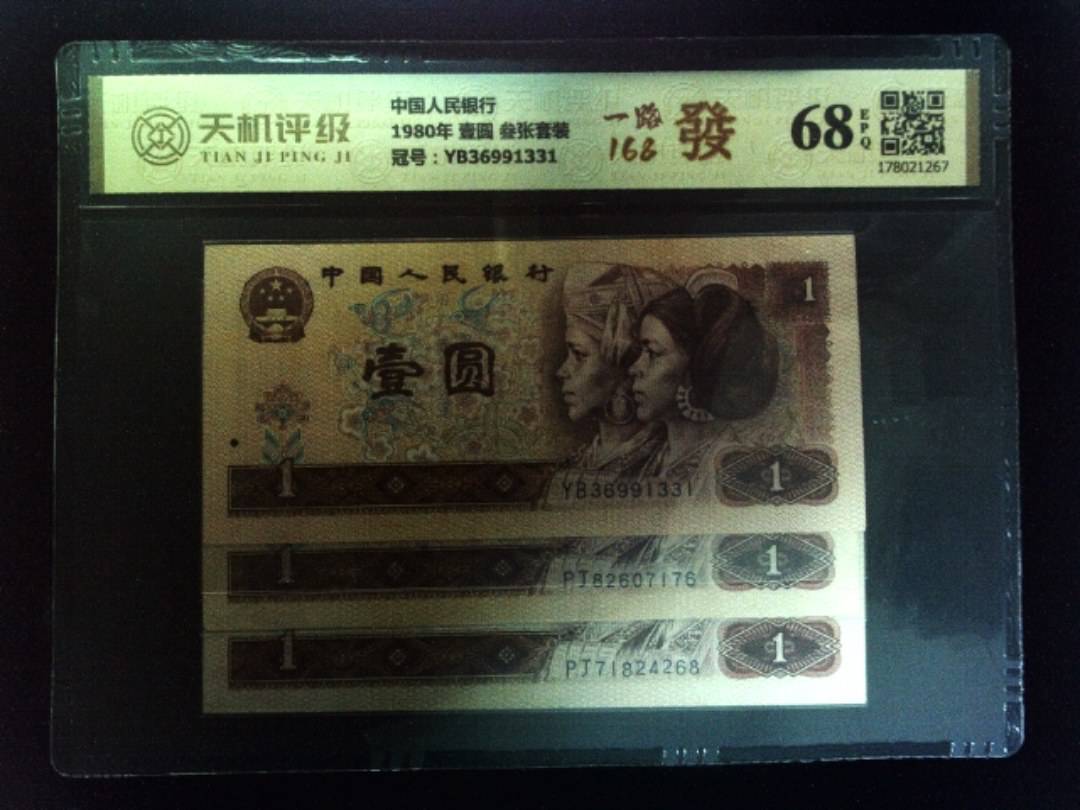 天机评级
TIAN JI PING JI
中国人民银行
1980年 壹圆 叁张套装
冠号：YB36991331
一路
168
發
68
EPQ
178021267
中国人民银行
1
壹圆
1
YB36991331
1
1
PJ82607176
1
1
PJ71824268
1